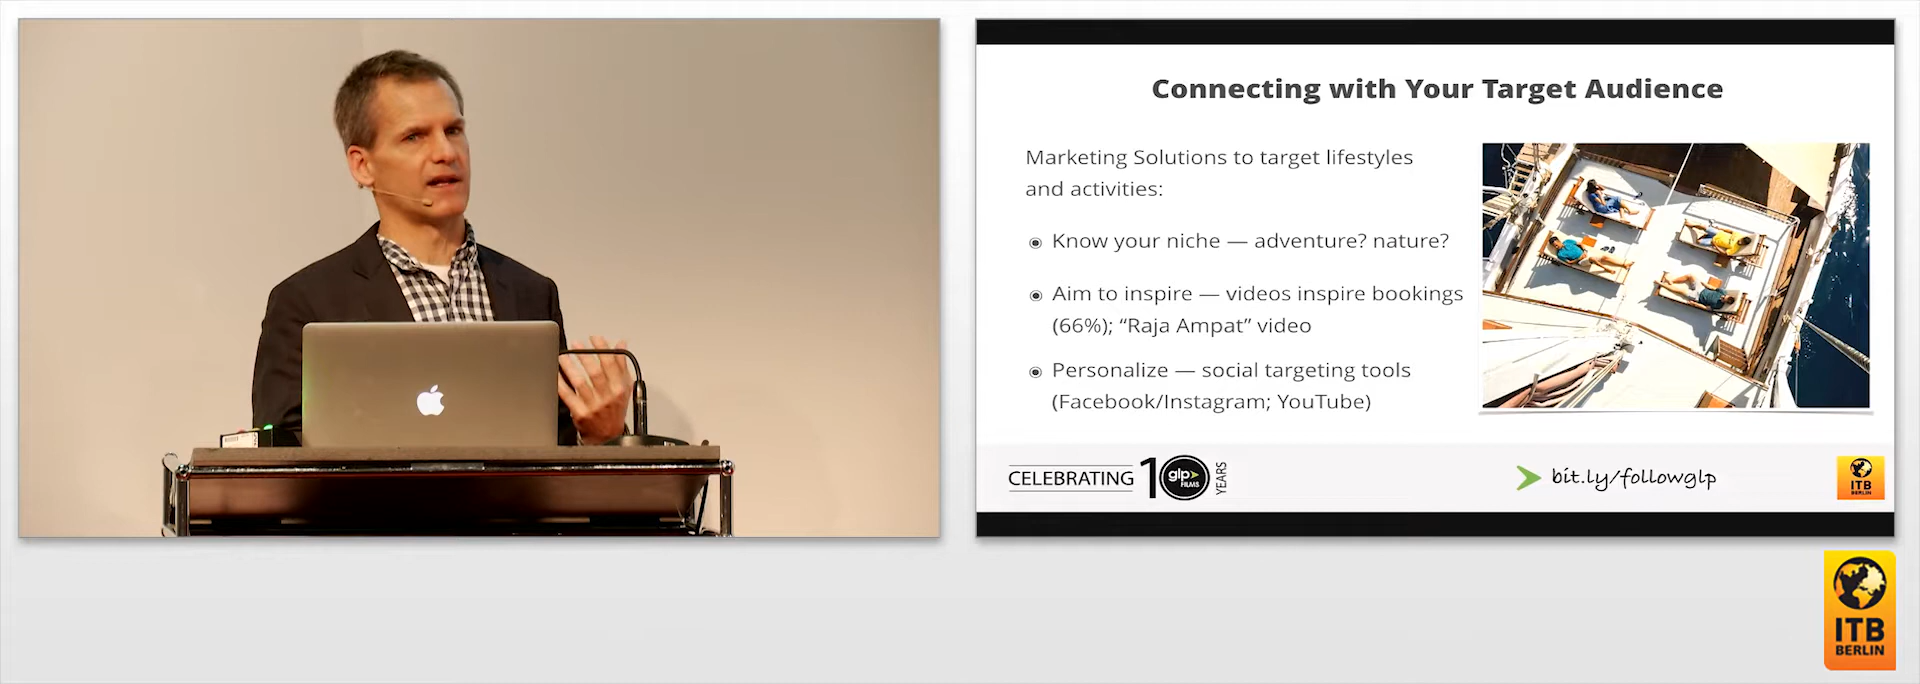 Connecting with Your Target Audience
Marketing Solutions to target lifestyles
and activities:
Know your niche — adventure? nature?
Aim to inspire — videos inspire bookings
(66%); “Raja Ampat” video
Personalize — social targeting tools
(Facebook/Instagram; YouTube)
CELEBRATING 10 YEARS
glp
FILMS
bit.ly/followglp
ITB
BERLIN
ITB
BERLIN